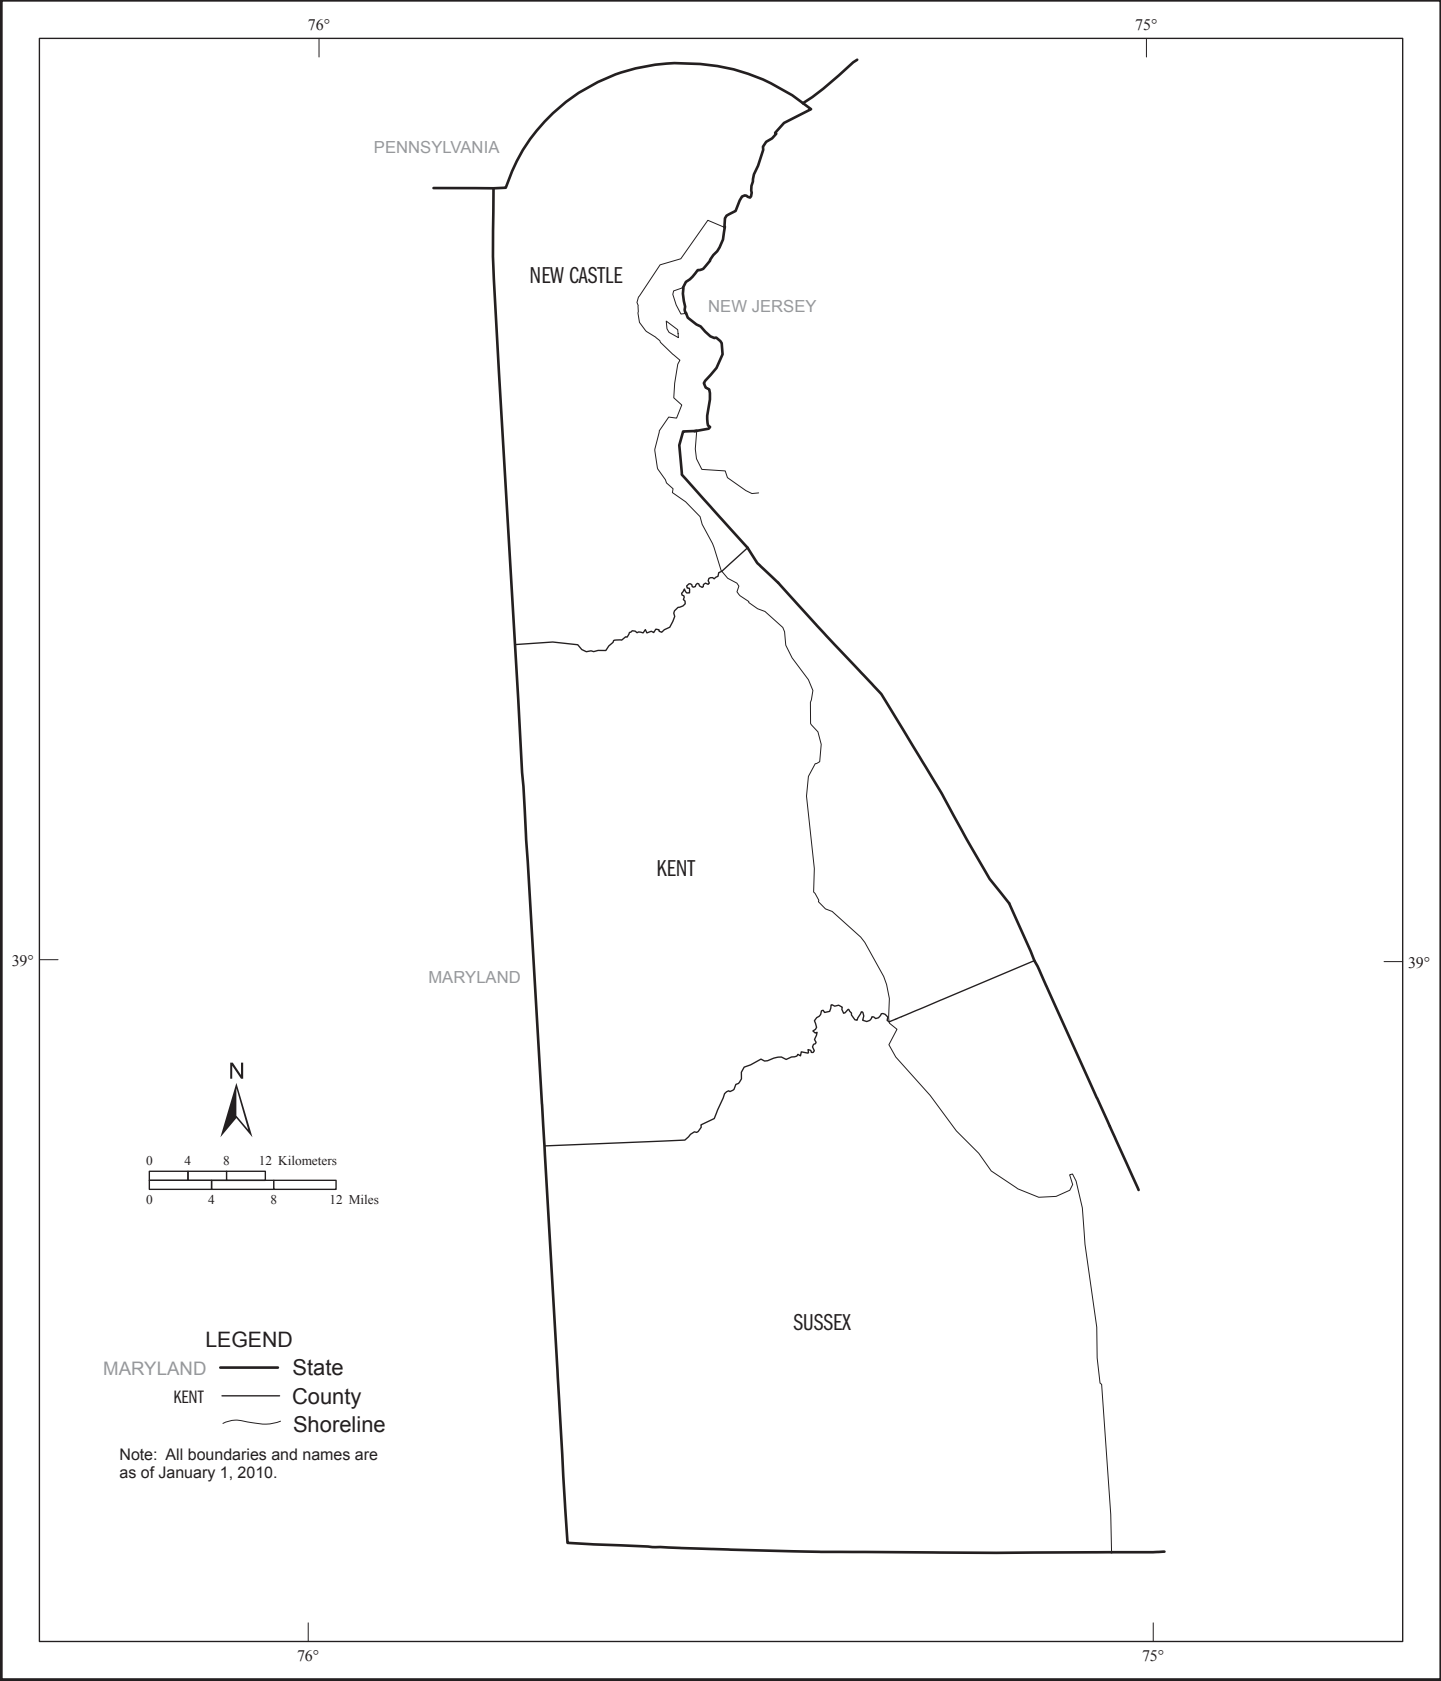 76° 75°
PENNSYLVANIA
NEW CASTLE
NEW JERSEY
KENT
39° 39°
MARYLAND
N
0 4 8 12 Kilometers
0 4 8 12 Miles
SUSSEX
LEGEND
MARYLAND State
KENT County
Shoreline
Note: All boundaries and names are
as of January 1, 2010.
76° 75°